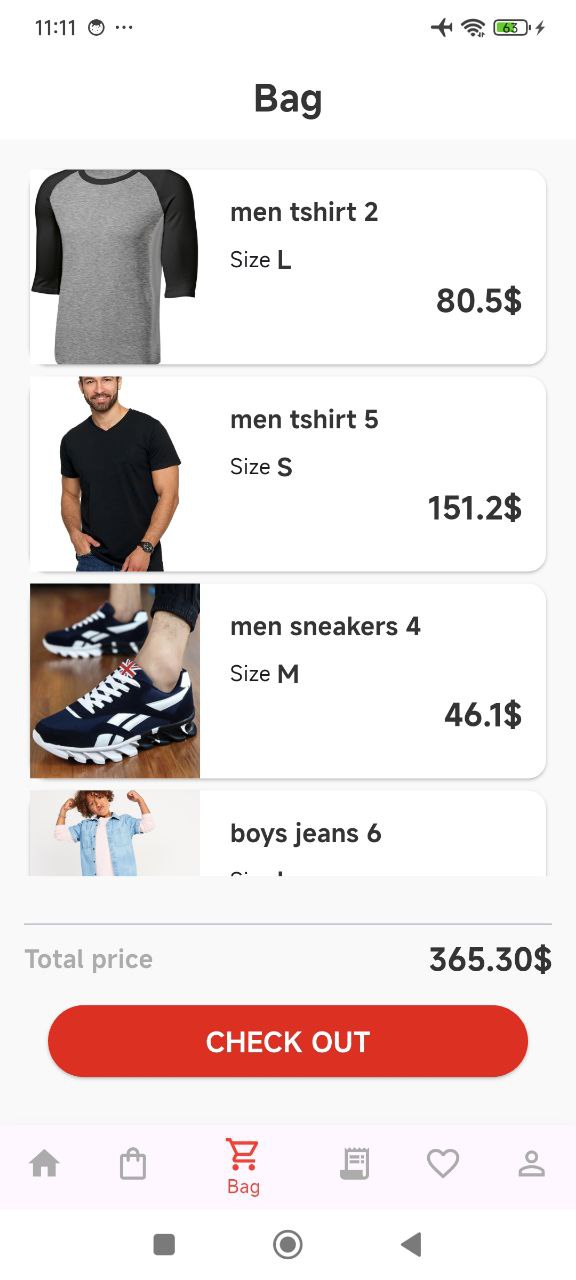 11:11
63
Bag
men tshirt 2
Size L
80.5$
men tshirt 5
Size S
151.2$
men sneakers 4
Size M
46.1$
boys jeans 6
Total price
365.30$
CHECK OUT
Bag